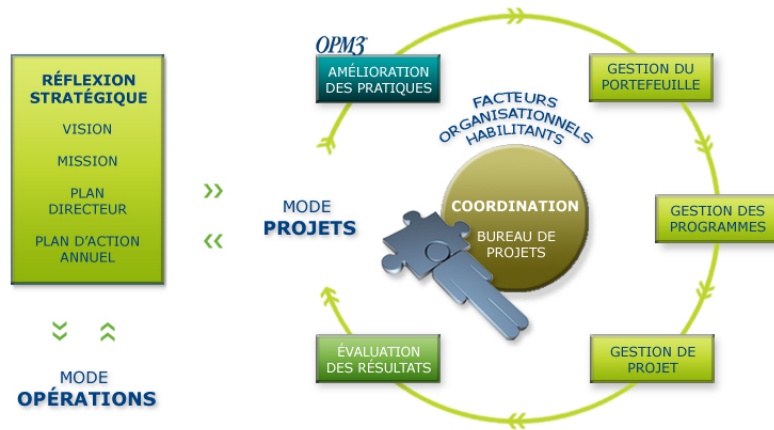 RÉFLEXION
STRATÉGIQUE
VISION
MISSION
PLAN
DIRECTEUR
PLAN D'ACTION
ANNUEL
MODE
OPÉRATIONS
MODE
PROJETS
OPM3®
AMÉLIORATION
DES PRATIQUES
FACTEURS
ORGANISATIONNELS
HABILITANTS
COORDINATION
BUREAU DE
PROJETS
GESTION DU
PORTEFEUILLE
GESTION DES
PROGRAMMES
GESTION DE
PROJET
ÉVALUATION
DES RÉSULTATS